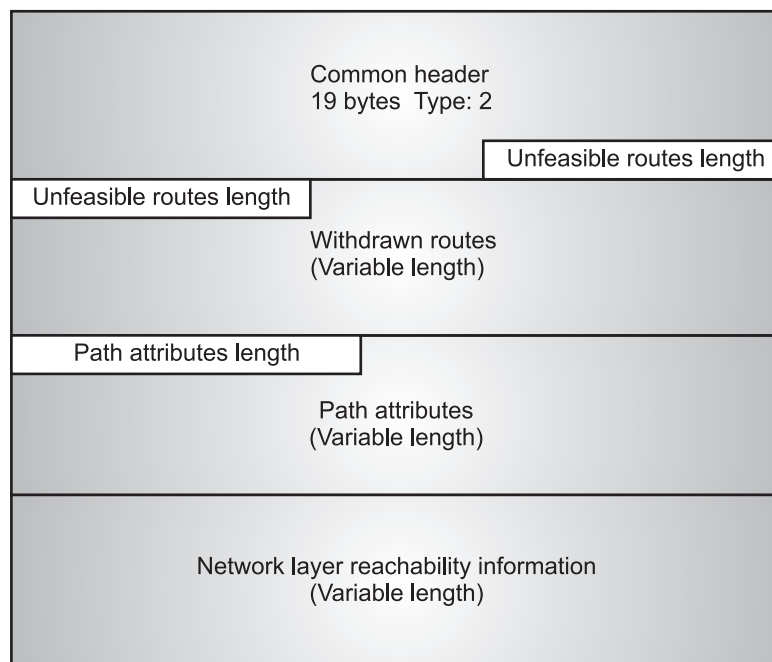 Common header
19 bytes  Type: 2
Unfeasible routes length
Unfeasible routes length
Withdrawn routes
(Variable length)
Path attributes length
Path attributes
(Variable length)
Network layer reachability information
(Variable length)